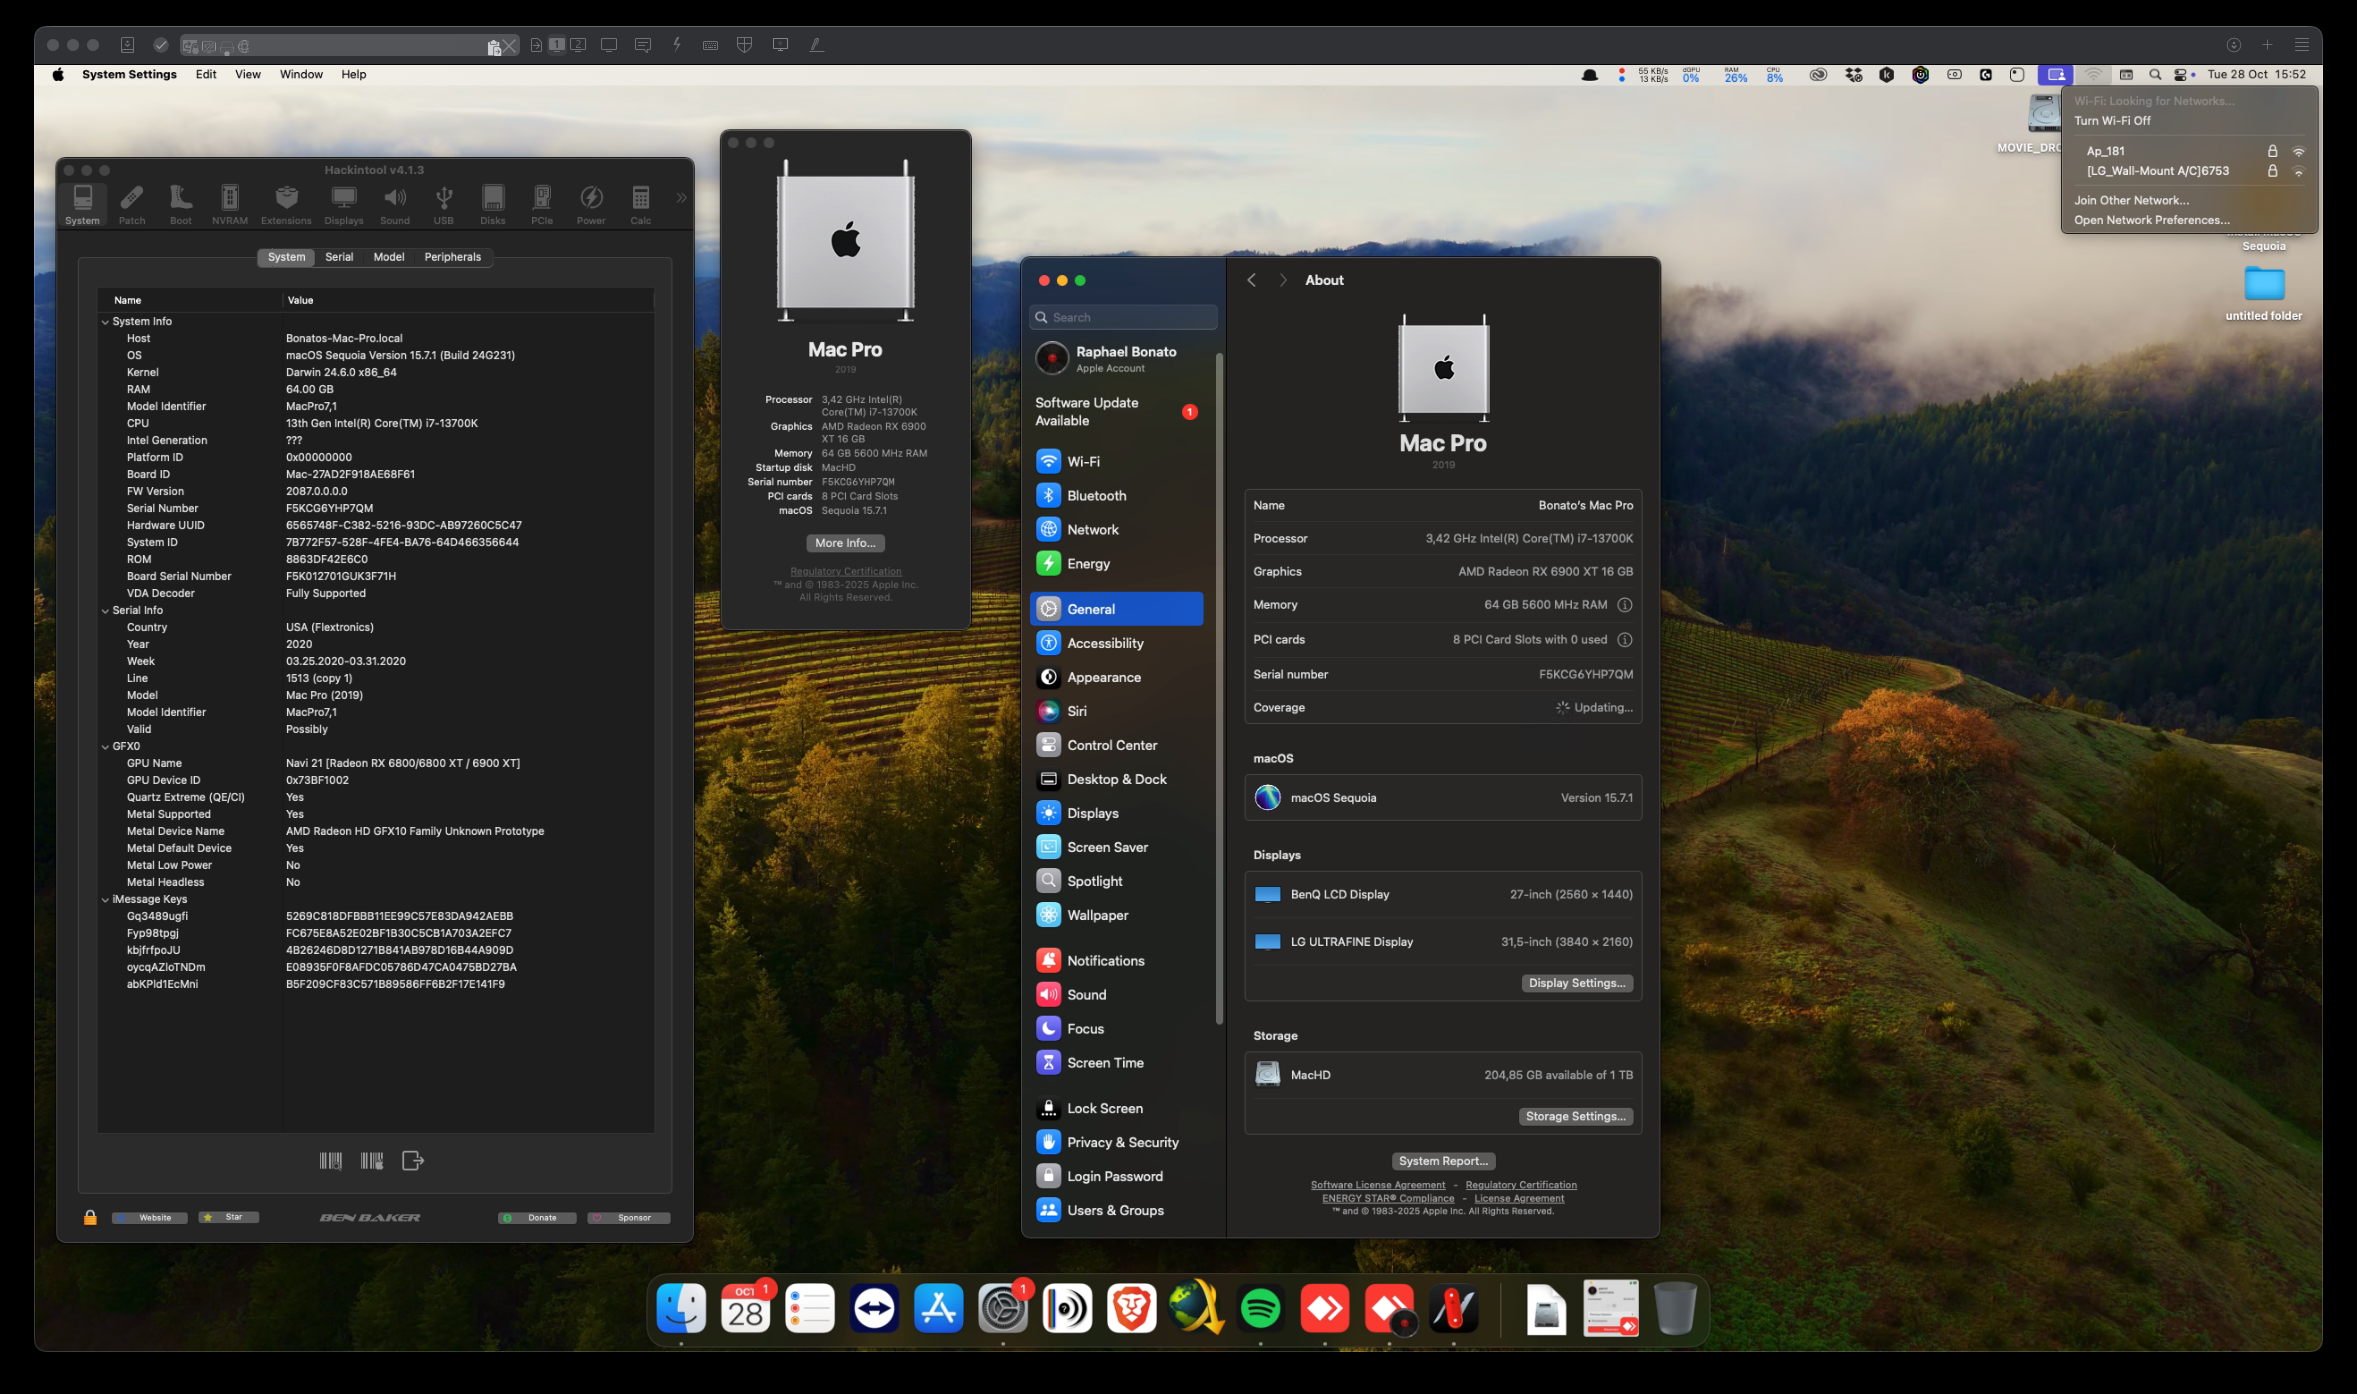 System Settings Edit View Window Help
55 KB/s
13 KB/s
dGPU
0%
RAM
26%
CPU
8%
Tue 28 Oct 15:52
Wi-Fi: Looking for Networks...
Turn Wi-Fi Off
Ap_181
[LG_Wall-Mount A/C]6753
Join Other Network...
Open Network Preferences...
Sequoia
untitled folder
Hackintool v4.1.3
System Patch Boot NVRAM Extensions Displays Sound USB Disks PCIe Power Calc
System Serial Model Peripherals
Name Value
System Info
Host Bonatos-Mac-Pro.local
OS macOS Sequoia Version 15.7.1 (Build 24G231)
Kernel Darwin 24.6.0 x86_64
RAM 64.00 GB
Model Identifier MacPro7,1
CPU 13th Gen Intel(R) Core(TM) i7-13700K
Intel Generation ???
Platform ID 0x00000000
Board ID Mac-27AD2F918AE68F61
FW Version 2087.0.0.0.0
Serial Number F5KCG6YHP7QM
Hardware UUID 6565748F-C382-5216-93DC-AB97260C5C47
System ID 7B772F57-528F-4FE4-BA76-64D466356644
ROM 8863DF42E6C0
Board Serial Number F5K012701GUK3F71H
VDA Decoder Fully Supported
Serial Info
Country USA (Flextronics)
Year 2020
Week 03.25.2020-03.31.2020
Line 1513 (copy 1)
Model Mac Pro (2019)
Model Identifier MacPro7,1
Valid Possibly
GFX0
GPU Name Navi 21 [Radeon RX 6800/6800 XT / 6900 XT]
GPU Device ID 0x73BF1002
Quartz Extreme (QE/CI) Yes
Metal Supported Yes
Metal Device Name AMD Radeon HD GFX10 Family Unknown Prototype
Metal Default Device Yes
Metal Low Power No
Metal Headless No
iMessage Keys
Gq3489ugfi 5269C818DFBBB11EE99C57E83DA942AEBB
Fyp98tpgj FC675E8A52E02BF1B30C5CB1A703A2EFC7
kbjfrfpoJU 4B26246D8D1271B841AB978D16B44A909D
oycqAZloTNDm E08935F0F8AFDC05786D47CA0475BD27BA
abKPld1EcMni B5F209CF83C571B89586FF6B2F17E141F9
Website Star BEN BAKER Donate Sponsor
Mac Pro
2019
Processor 3,42 GHz Intel(R)
Core(TM) i7-13700K
Graphics AMD Radeon RX 6900
XT 16 GB
Memory 64 GB 5600 MHz RAM
Startup disk MacHD
Serial number F5KCG6YHP7QM
PCI cards 8 PCI Card Slots
macOS Sequoia 15.7.1
More Info...
Regulatory Certification
™ and © 1983-2025 Apple Inc.
All Rights Reserved.
Search
Raphael Bonato
Apple Account
Software Update
Available
1
Wi-Fi
Bluetooth
Network
Energy
General
Accessibility
Appearance
Siri
Control Center
Desktop & Dock
Displays
Screen Saver
Spotlight
Wallpaper
Notifications
Sound
Focus
Screen Time
Lock Screen
Privacy & Security
Login Password
Users & Groups
About
Mac Pro
2019
Name Bonato's Mac Pro
Processor 3,42 GHz Intel(R) Core(TM) i7-13700K
Graphics AMD Radeon RX 6900 XT 16 GB
Memory 64 GB 5600 MHz RAM
PCI cards 8 PCI Card Slots with 0 used
Serial number F5KCG6YHP7QM
Coverage Updating...
macOS
macOS Sequoia Version 15.7.1
Displays
BenQ LCD Display 27-inch (2560 × 1440)
LG ULTRAFINE Display 31,5-inch (3840 × 2160)
Display Settings...
Storage
MacHD 204,85 GB available of 1 TB
Storage Settings...
System Report...
Software License Agreement - Regulatory Certification
ENERGY STAR® Compliance - License Agreement
™ and © 1983-2025 Apple Inc. All Rights Reserved.
OCT 1
28
1